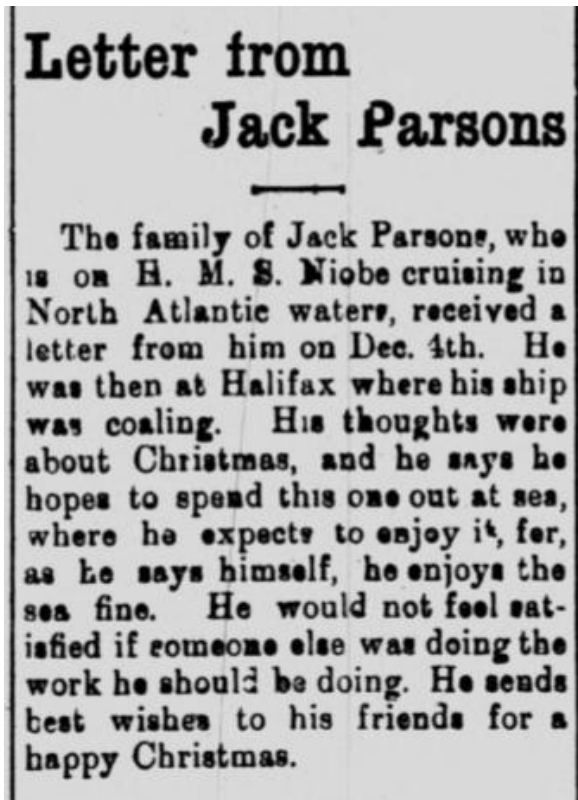 Letter from
Jack Parsons
The family of Jack Parsons, who
is on H. M. S. Niobe cruising in
North Atlantic waters, received a
letter from him on Dec. 4th. He
was then at Halifax where his ship
was coaling. His thoughts were
about Christmas, and he says he
hopes to spend this one out at sea,
where he expects to enjoy it, for,
as he says himself, he enjoys the
sea fine. He would not feel sat-
isfied if someone else was doing the
work he should be doing. He sends
best wishes to his friends for a
happy Christmas.